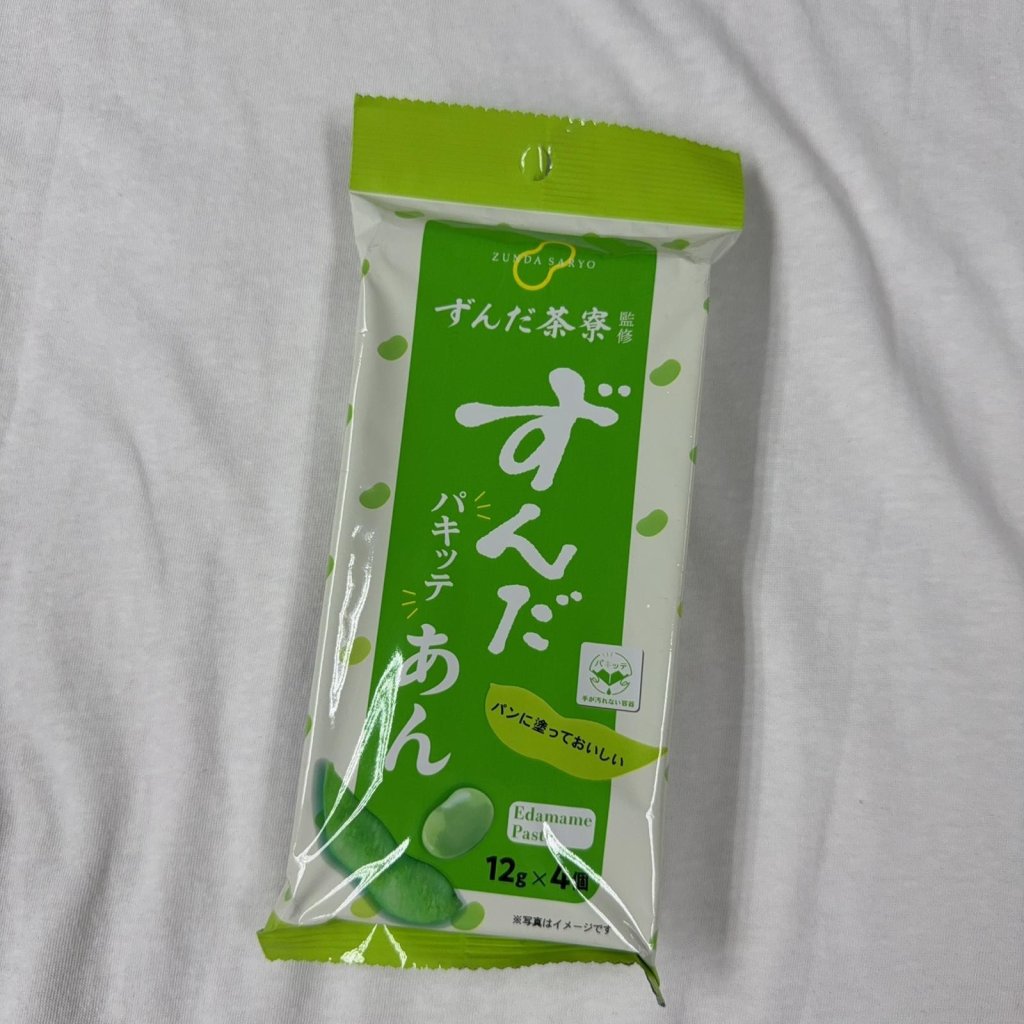 ZUNDA SARYO
ずんだ茶寮 監修
ずんだ
パキッテ
あん
パキッテ
手が汚れない容器
パンに塗っておいしい
Edamame
Paste
12g×4個
※写真はイメージです